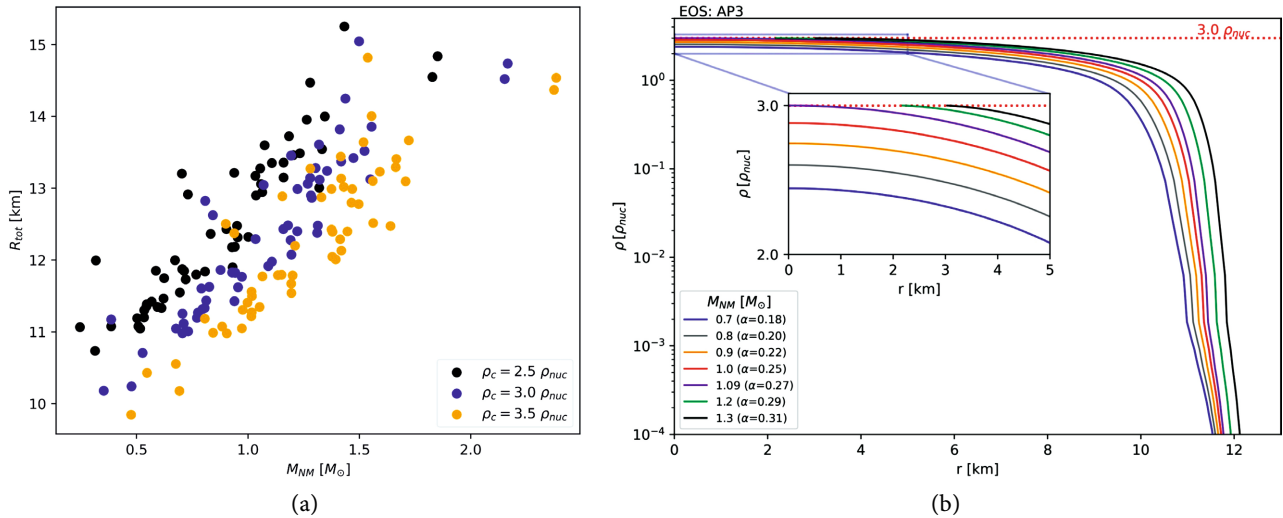 15
14
13
12
11
10
R_tot [km]
0.5 1.0 1.5 2.0
M_NM [M_⊙]
ρ_c = 2.5 ρ_nuc
ρ_c = 3.0 ρ_nuc
ρ_c = 3.5 ρ_nuc
(a)
EOS: AP3
3.0 ρ_nuc
10^0
10^−1
10^−2
10^−3
10^−4
ρ [ρ_nuc]
3.0
2.0
ρ [ρ_nuc]
0 1 2 3 4 5
r [km]
M_NM [M_⊙]
0.7 (α=0.18)
0.8 (α=0.20)
0.9 (α=0.22)
1.0 (α=0.25)
1.09 (α=0.27)
1.2 (α=0.29)
1.3 (α=0.31)
0 2 4 6 8 10 12
r [km]
(b)